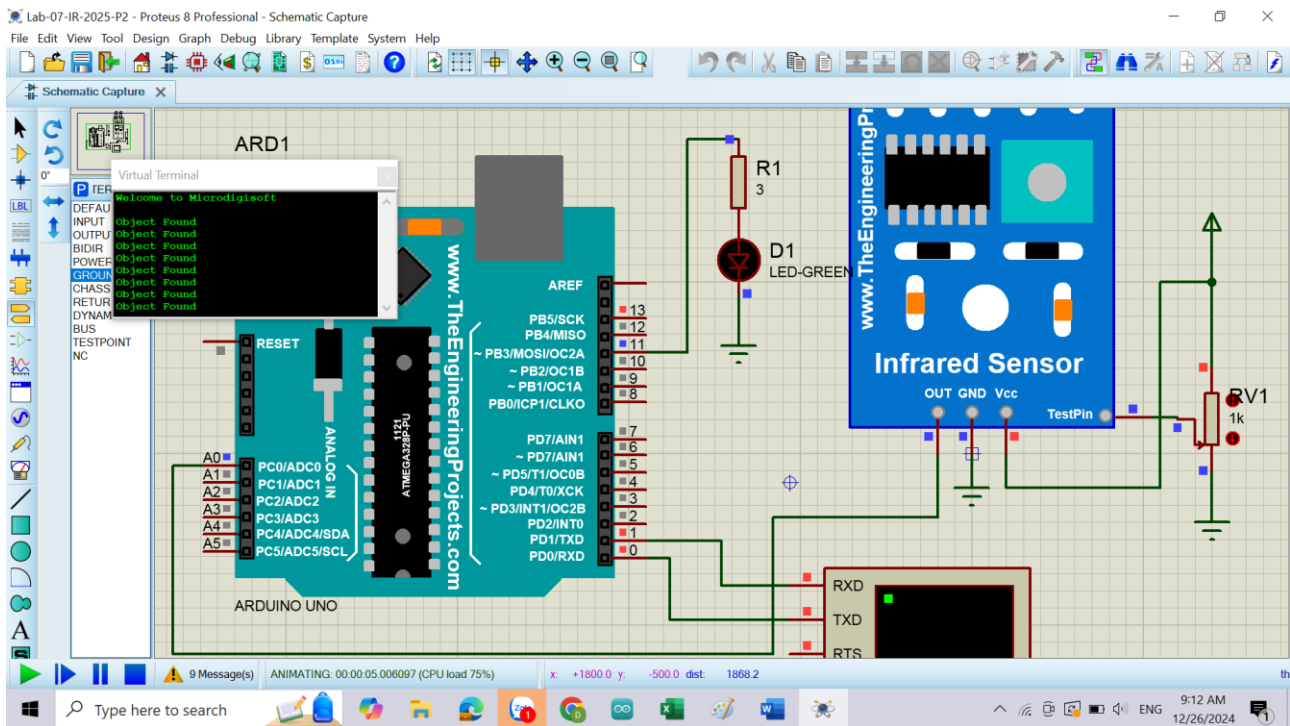 Lab-07-IR-2025-P2 - Proteus 8 Professional - Schematic Capture
File Edit View Tool Design Graph Debug Library Template System Help
Schematic Capture
0°
P TER
LBL
DEFAU
INPUT
OUTPU
BIDIR
POWER
GROUN
CHASS
RETUR
DYNAM
BUS
TESTPOINT
NC
A
S
Virtual Terminal
Welcome to Microdigisoft
Object Found
Object Found
Object Found
Object Found
Object Found
Object Found
Object Found
Object Found
ARD1
www.TheEngineeringProjects.com
1121
ATMEGA328P-PU
RESET
ANALOG IN
A0
A1
A2
A3
A4
A5
PC0/ADC0
PC1/ADC1
PC2/ADC2
PC3/ADC3
PC4/ADC4/SDA
PC5/ADC5/SCL
AREF
PB5/SCK 13
PB4/MISO 12
~ PB3/MOSI/OC2A 11
~ PB2/OC1B 10
~ PB1/OC1A 9
PB0/ICP1/CLKO 8
PD7/AIN1 7
~ PD7/AIN1 6
~ PD5/T1/OC0B 5
PD4/T0/XCK 4
~ PD3/INT1/OC2B 3
PD2/INT0 2
PD1/TXD 1
PD0/RXD 0
ARDUINO UNO
R1
3
D1
LED-GREEN
www.TheEngineeringPr
Infrared Sensor
OUT GND Vcc
TestPin
RV1
1k
RXD
TXD
RTS
9 Message(s) ANIMATING: 00:00:05.006097 (CPU load 75%) x: +1800.0 y: -500.0 dist: 1868.2 th
Type here to search
Zalo
1
ENG
9:12 AM
12/26/2024
1